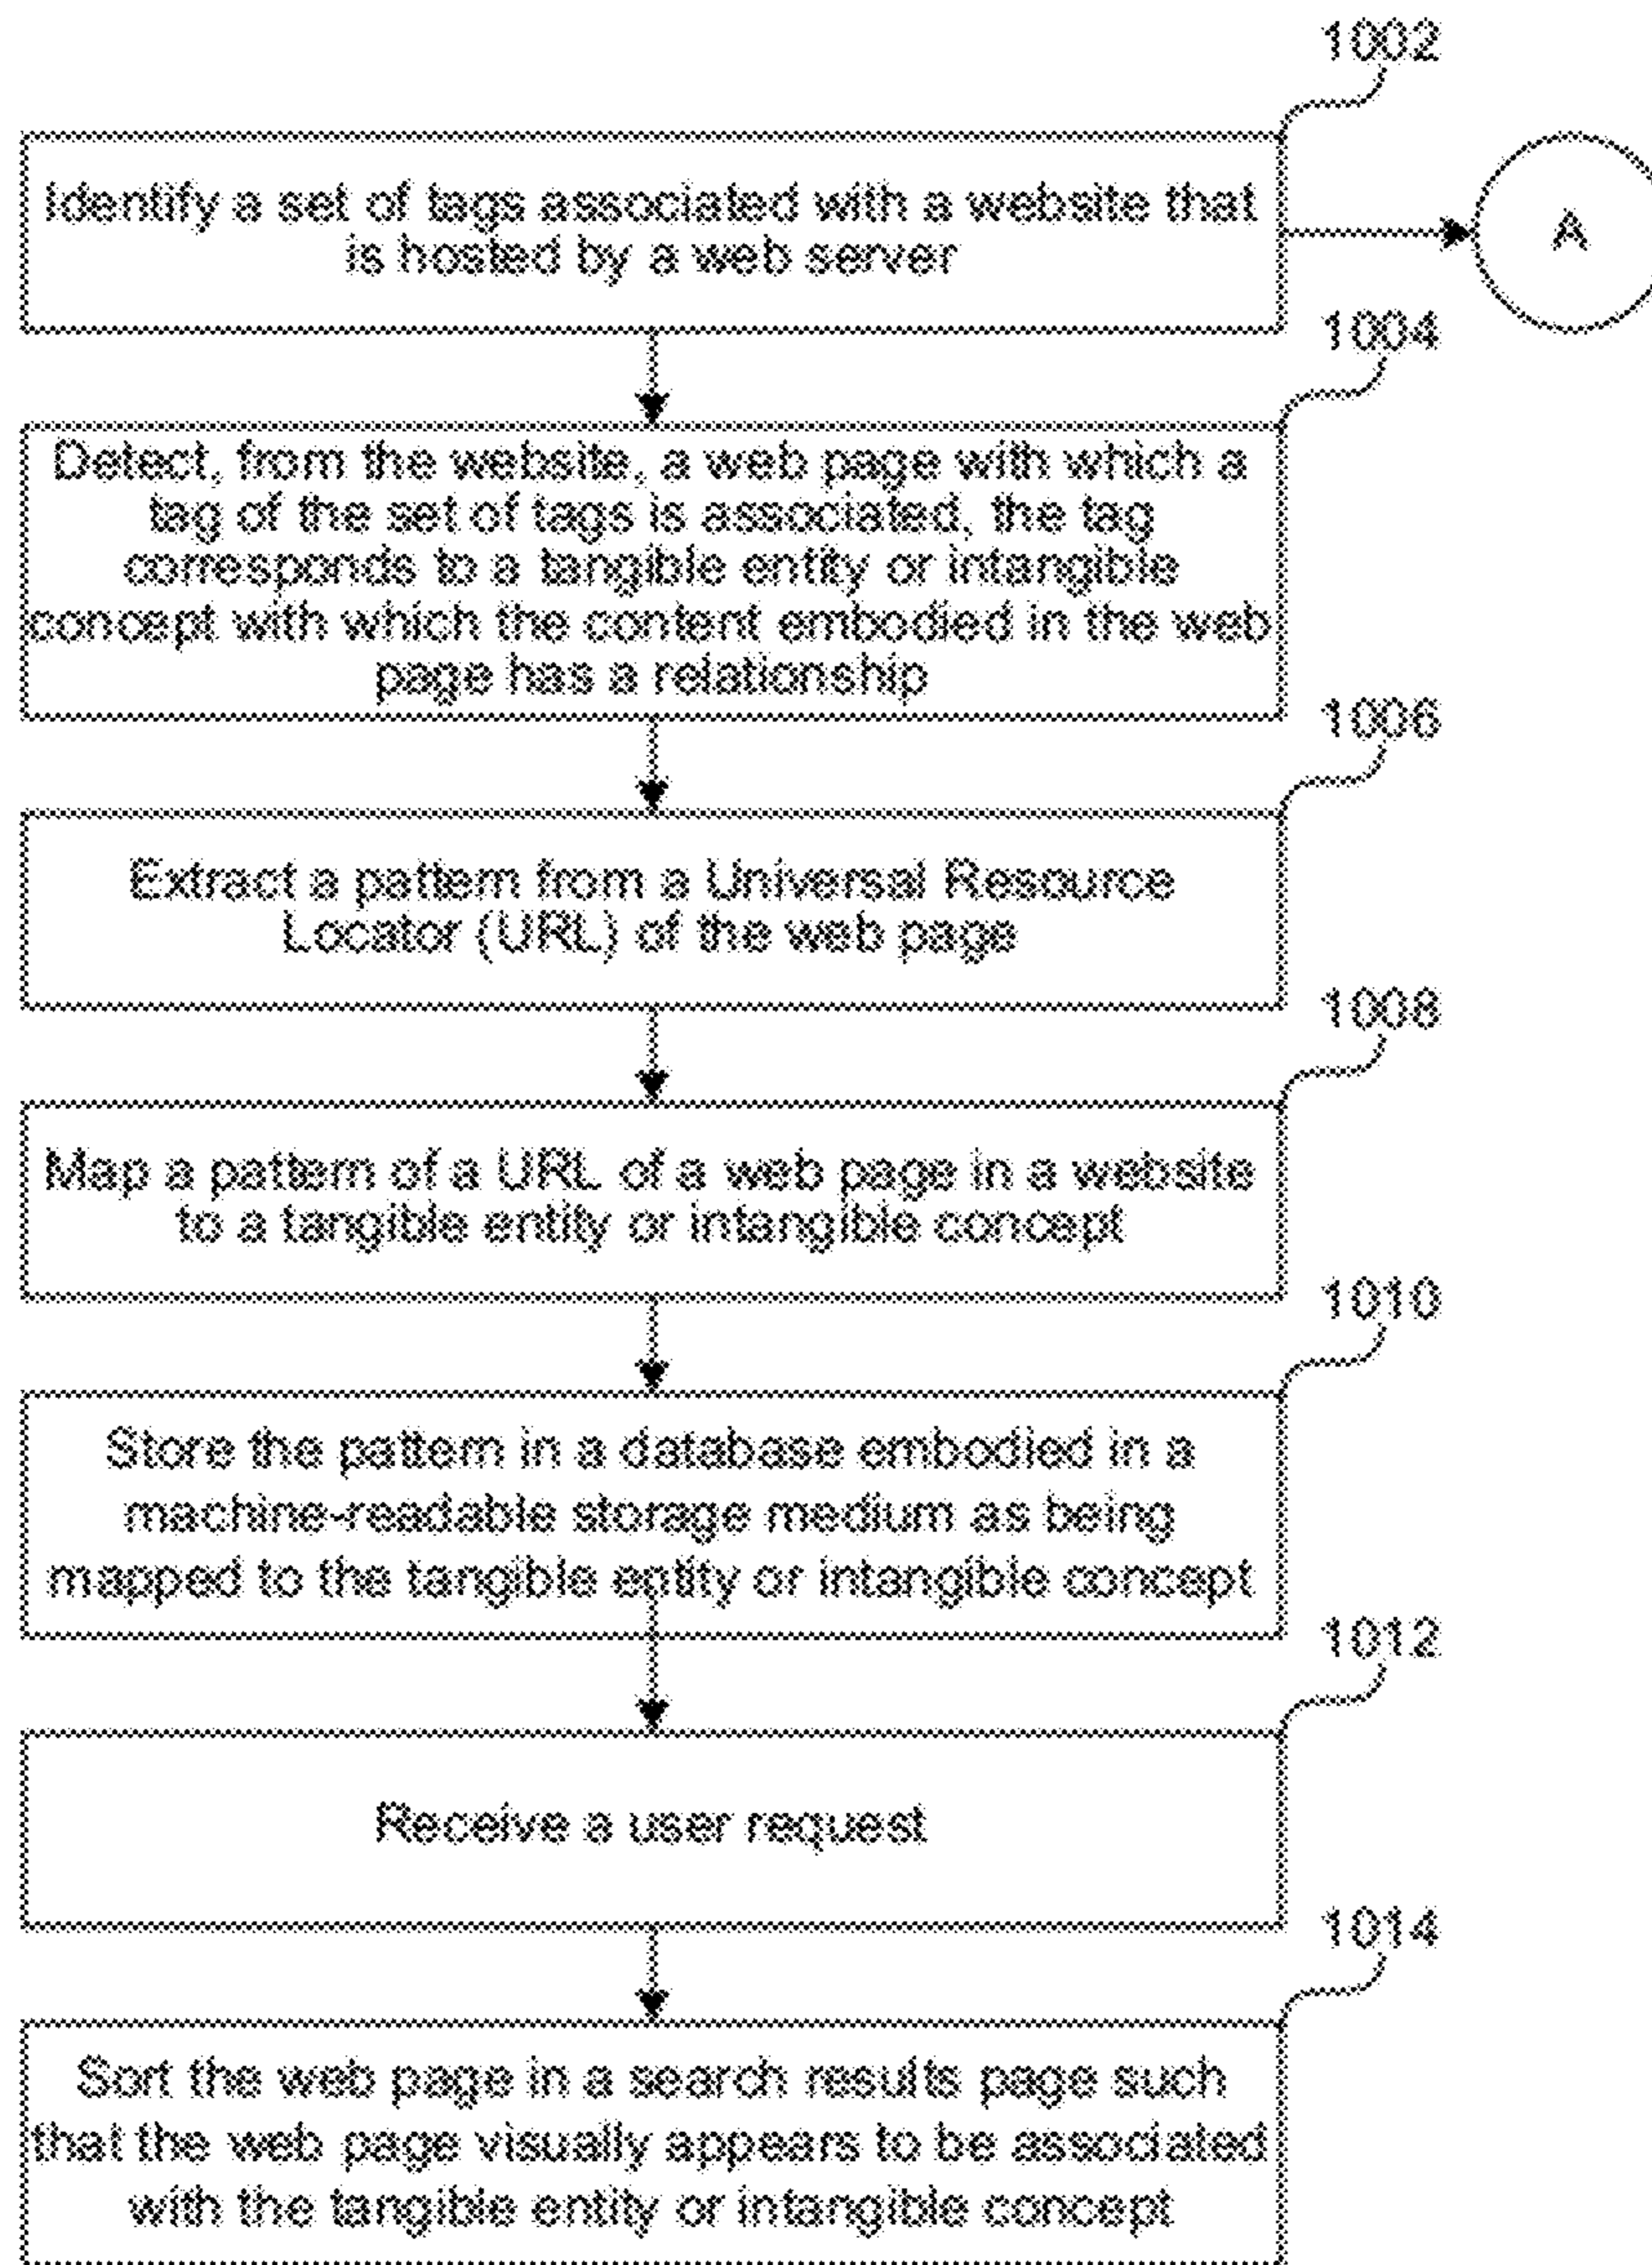 1002
Identify a set of tags associated with a website that
is hosted by a web server
A
1004
Detect, from the website, a web page with which a
tag of the set of tags is associated, the tag
corresponds to a tangible entity or intangible
concept with which the content embodied in the web
page has a relationship
1006
Extract a pattern from a Universal Resource
Locator (URL) of the web page
1008
Map a pattern of a URL of a web page in a website
to a tangible entity or intangible concept
1010
Store the pattern in a database embodied in a
machine-readable storage medium as being
mapped to the tangible entity or intangible concept
1012
Receive a user request
1014
Sort the web page in a search results page such
that the web page visually appears to be associated
with the tangible entity or intangible concept